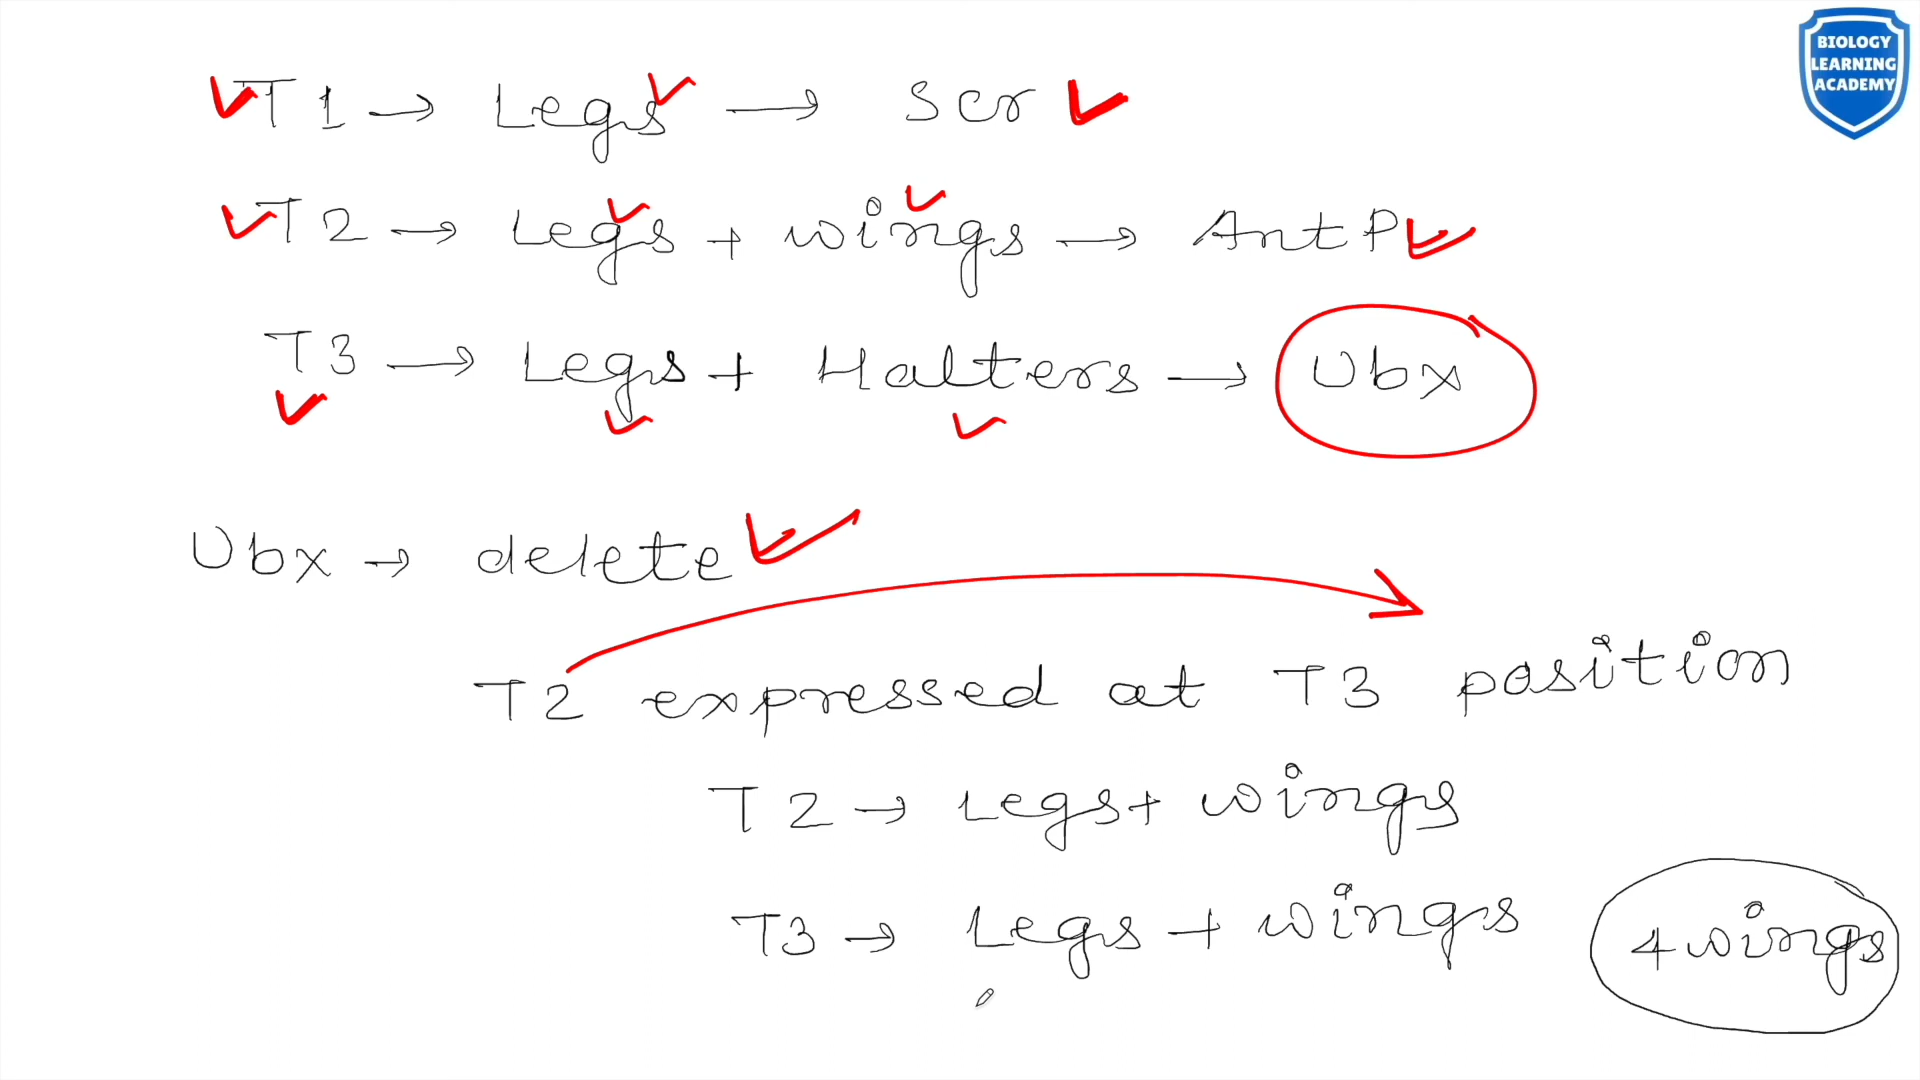 BIOLOGY
LEARNING
ACADEMY
T1 → Legs → Scr
T2 → Legs + wings → AntP
T3 → Legs + Halters → Ubx
Ubx → delete
T2 expressed at T3 position
T2 → Legs + wings
T3 → Legs + wings
4 wings